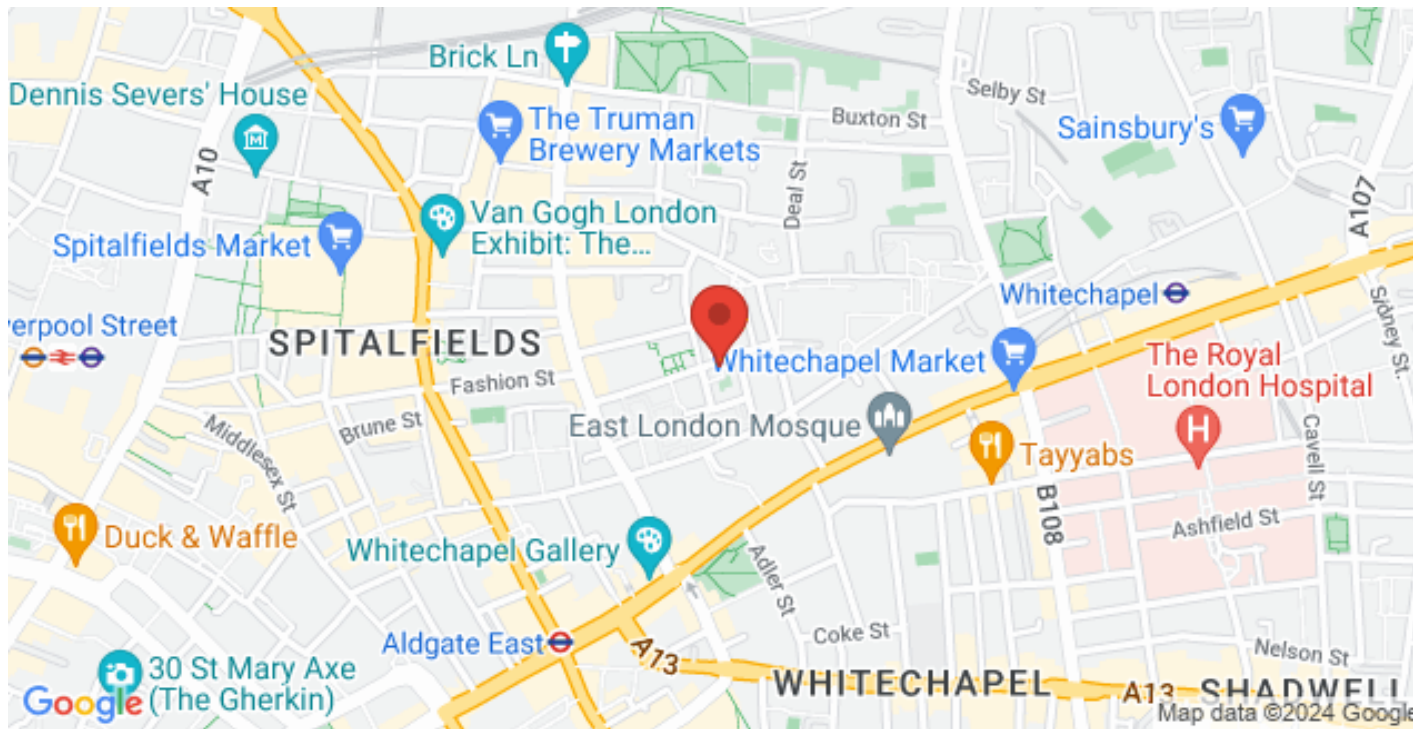 Brick Ln
Dennis Severs' House
Selby St
The Truman
Brewery Markets
Buxton St
Sainsbury's
A10
Deal St
A107
Van Gogh London
Exhibit: The...
Spitalfields Market
Whitechapel
Sidney St.
verpool Street
SPITALFIELDS
Whitechapel Market
The Royal
London Hospital
Fashion St
Brune St
Middlesex St
East London Mosque
Tayyabs
Cavell St
H
B108
Ashfield St
Duck & Waffle
Whitechapel Gallery
Adler St
Aldgate East
Coke St
A13
Nelson St
30 St Mary Axe
(The Gherkin)
WHITECHAPEL
A13
SHADWELL
Google
Map data ©2024 Google